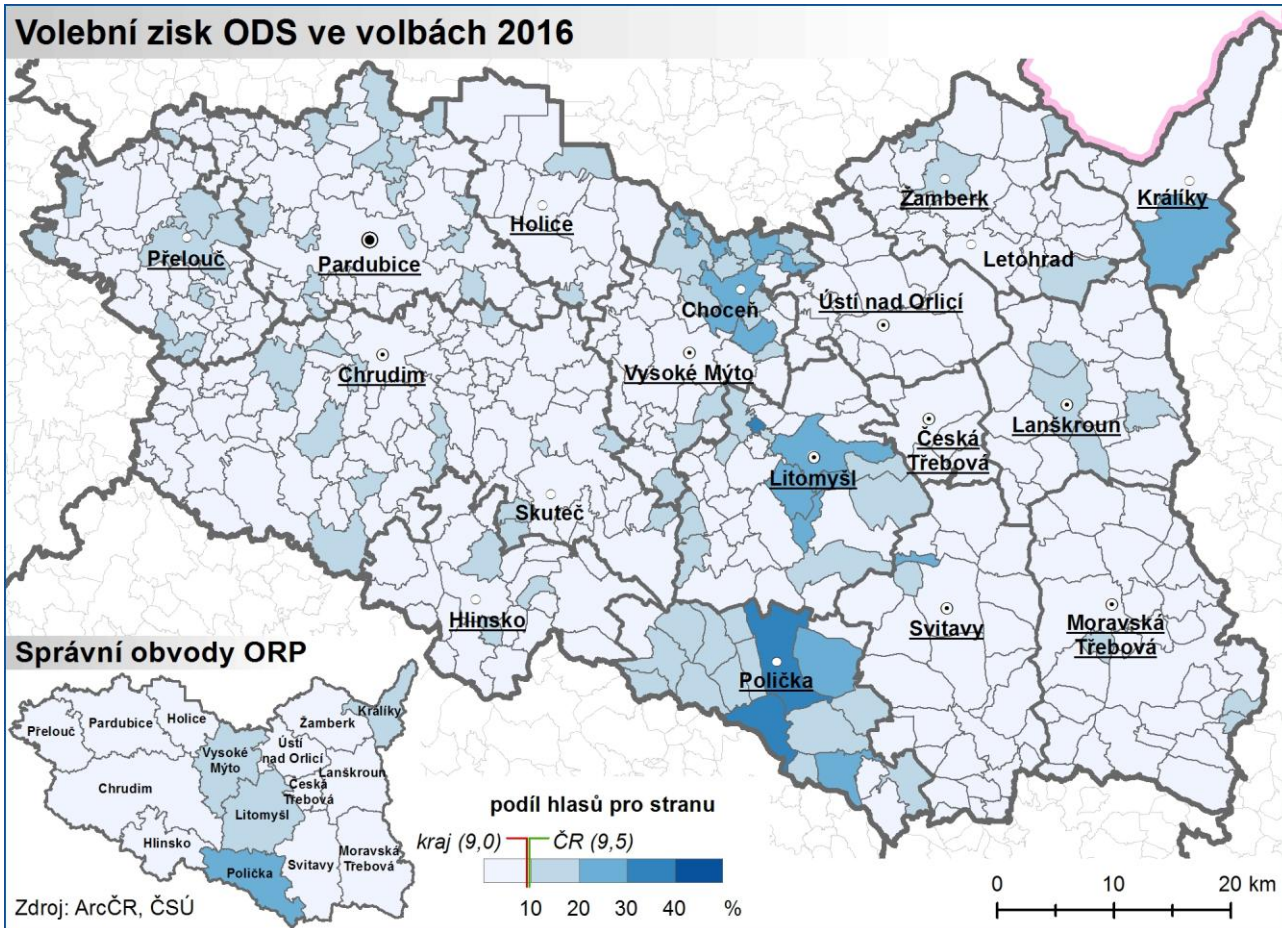 Volební zisk ODS ve volbách 2016
Žamberk
Králíky
Holice
Přelouč
Pardubice
Letohrad
Choceň
Ústí nad Orlicí
Chrudim
Vysoké Mýto
Lanškroun
Česká
Třebová
Litomyšl
Skuteč
Hlinsko
Svitavy
Moravská
Třebová
Polička
Správní obvody ORP
Přelouč
Pardubice
Holice
Žamberk
Králíky
Vysoké
Mýto
Ústí
nad Orlicí
Lanškroun
Česká
Třebová
Chrudim
Litomyšl
Hlinsko
Polička
Svitavy
Moravská
Třebová
podíl hlasů pro stranu
kraj (9,0)
ČR (9,5)
10 20 30 40 %
0 10 20 km
Zdroj: ArcČR, ČSÚ